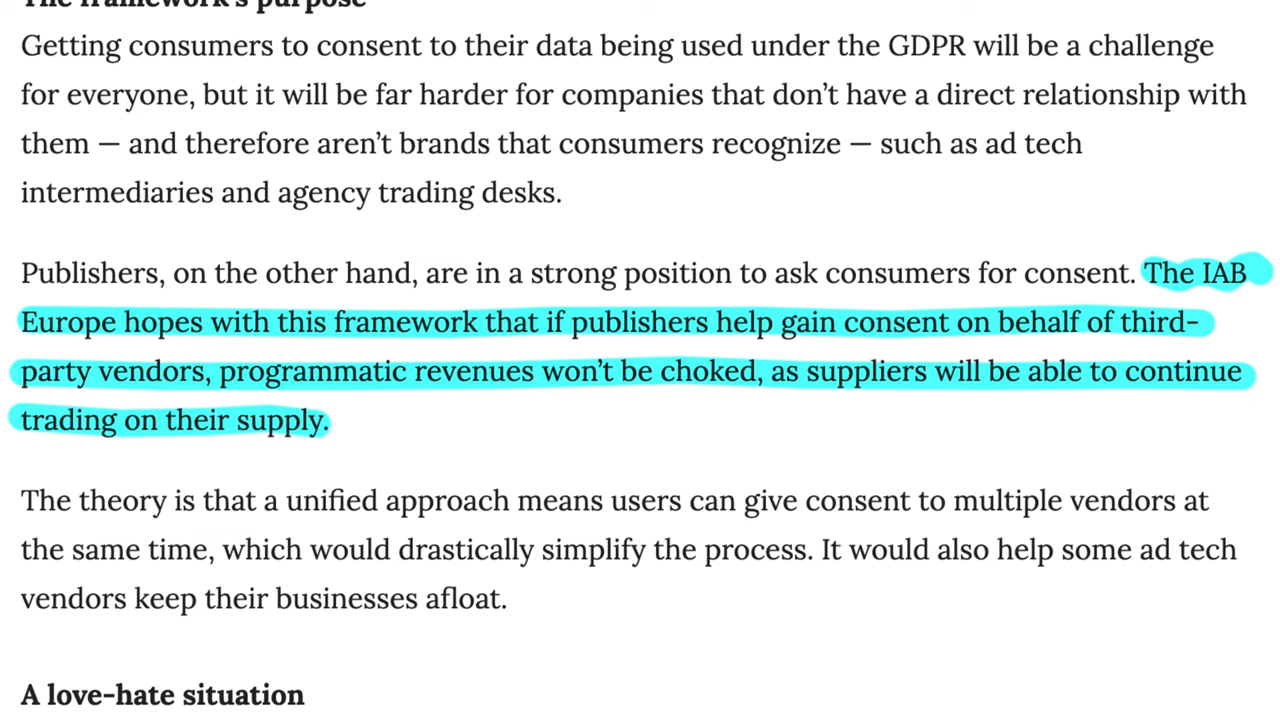 The framework's purpose
Getting consumers to consent to their data being used under the GDPR will be a challenge
for everyone, but it will be far harder for companies that don’t have a direct relationship with
them — and therefore aren’t brands that consumers recognize — such as ad tech
intermediaries and agency trading desks.
Publishers, on the other hand, are in a strong position to ask consumers for consent. The IAB
Europe hopes with this framework that if publishers help gain consent on behalf of third-
party vendors, programmatic revenues won’t be choked, as suppliers will be able to continue
trading on their supply.
The theory is that a unified approach means users can give consent to multiple vendors at
the same time, which would drastically simplify the process. It would also help some ad tech
vendors keep their businesses afloat.
A love-hate situation